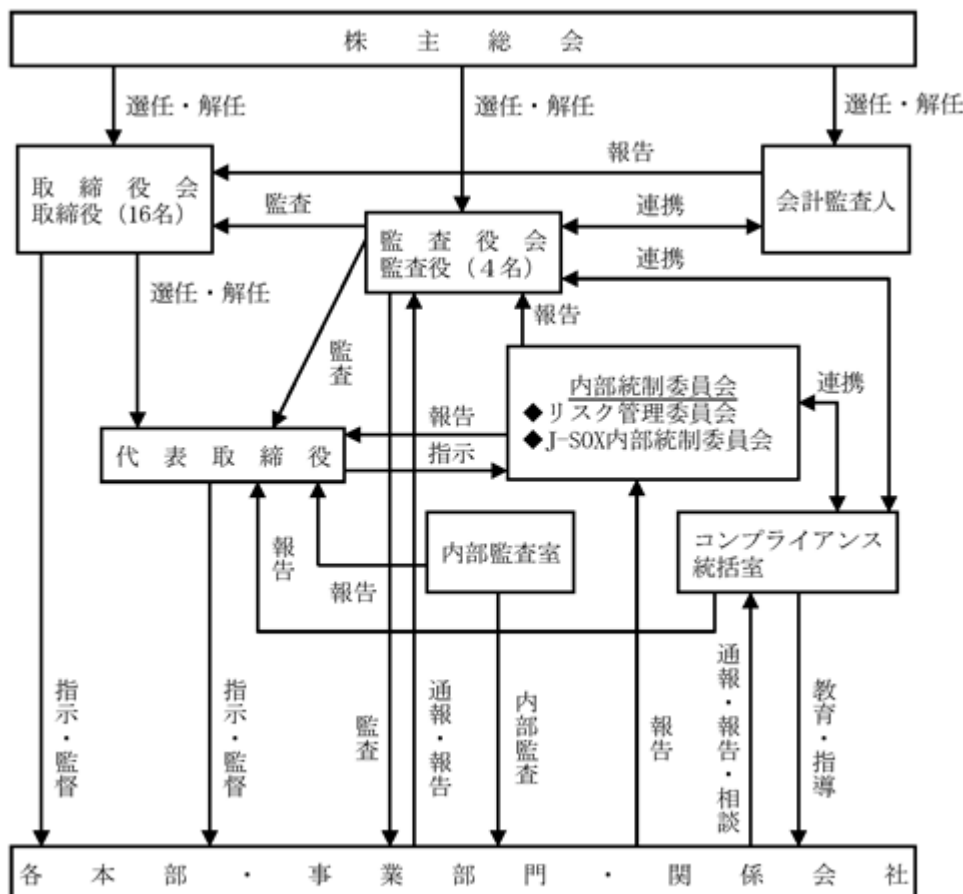 株主総会
選任・解任
選任・解任
選任・解任
報告
取締役会
取締役（16名）
会計監査人
監査
連携
監査役会
監査役（4名）
連携
選任・解任
報告
監査
内部統制委員会
◆リスク管理委員会
◆J-SOX内部統制委員会
連携
報告
代表取締役
指示
内部監査室
コンプライアンス
統括室
報告
報告
指示・監督
指示・監督
監査
通報・報告
内部監査
報告
通報・報告・相談
教育・指導
各本部・事業部門・関係会社